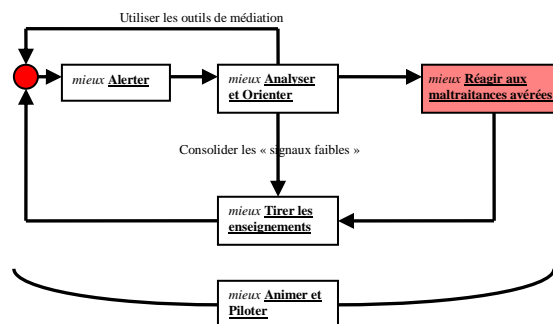 Utiliser les outils de médiation
mieux Alerter
mieux Analyser
et Orienter
mieux Réagir aux
maltraitances avérées
Consolider les « signaux faibles »
mieux Tirer les
enseignements
mieux Animer et
Piloter